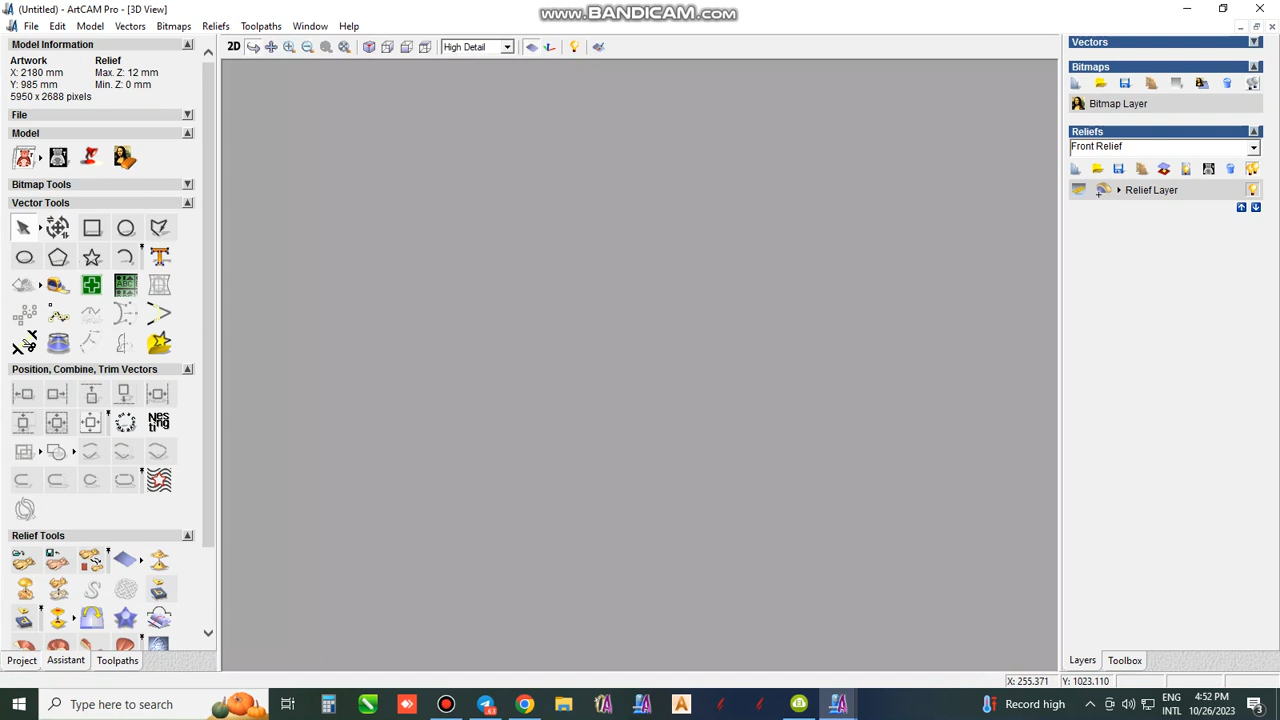 (Untitled) - ArtCAM Pro - [3D View]
www.BANDICAM.com
File Edit Model Vectors Bitmaps Reliefs Toolpaths Window Help
Model Information
Artwork Relief
X: 2180 mm Max. Z: 12 mm
Y: 985 mm Min. Z: 0 mm
5950 x 2688 pixels
File
Model
Bitmap Tools
Vector Tools
Position, Combine, Trim Vectors
Relief Tools
Project Assistant Toolpaths
2D High Detail
Vectors
Bitmaps
Bitmap Layer
Reliefs
Front Relief
Relief Layer
Layers Toolbox
X: 255.371 Y: 1023.110
Type here to search
Record high
ENG
INTL
4:52 PM
10/26/2023